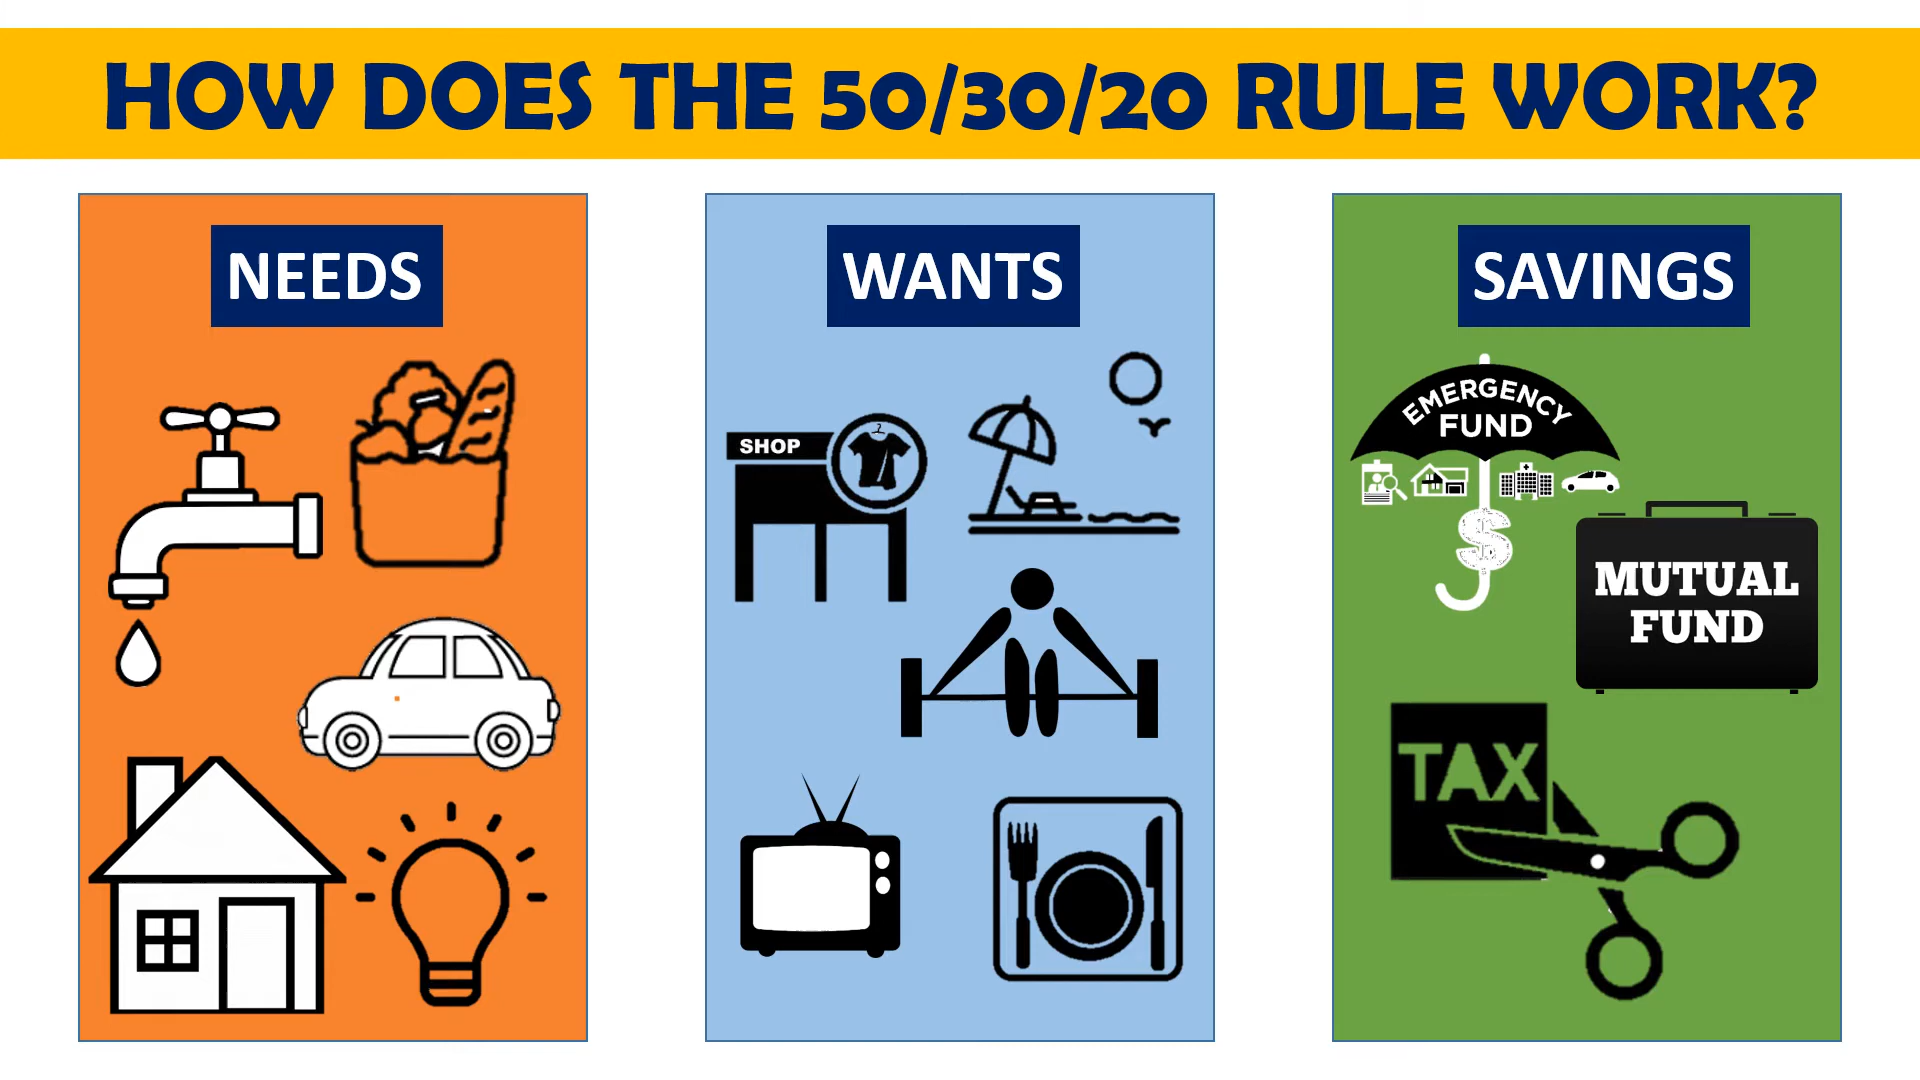 HOW DOES THE 50/30/20 RULE WORK?
NEEDS
WANTS
SHOP
SAVINGS
EMERGENCY
FUND
$
MUTUAL
FUND
TAX